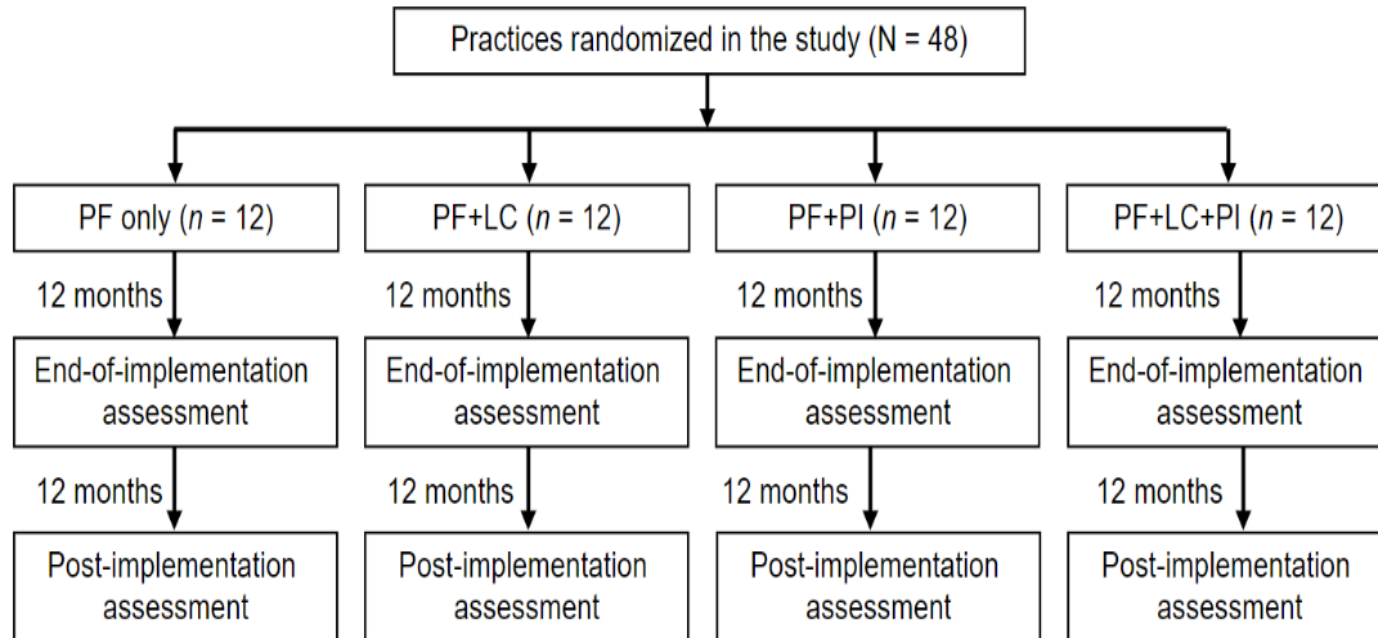 Practices randomized in the study (N = 48)
PF only (n = 12)
PF+LC (n = 12)
PF+PI (n = 12)
PF+LC+PI (n = 12)
12 months
12 months
12 months
12 months
End-of-implementation
assessment
End-of-implementation
assessment
End-of-implementation
assessment
End-of-implementation
assessment
12 months
12 months
12 months
12 months
Post-implementation
assessment
Post-implementation
assessment
Post-implementation
assessment
Post-implementation
assessment